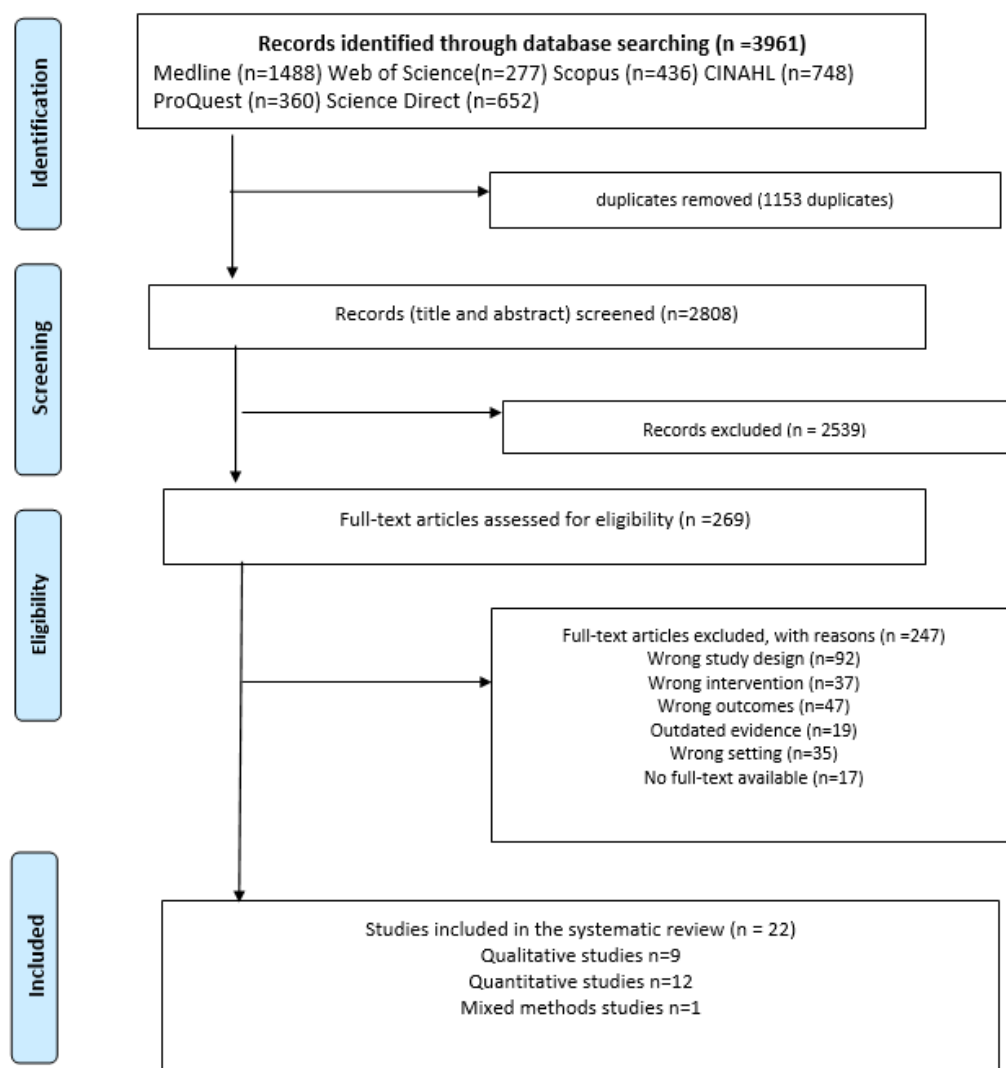 Identification
Records identified through database searching (n =3961)
Medline (n=1488) Web of Science(n=277) Scopus (n=436) CINAHL (n=748)
ProQuest (n=360) Science Direct (n=652)
duplicates removed (1153 duplicates)
Screening
Records (title and abstract) screened (n=2808)
Records excluded (n = 2539)
Eligibility
Full-text articles assessed for eligibility (n =269)
Full-text articles excluded, with reasons (n =247)
Wrong study design (n=92)
Wrong intervention (n=37)
Wrong outcomes (n=47)
Outdated evidence (n=19)
Wrong setting (n=35)
No full-text available (n=17)
Included
Studies included in the systematic review (n = 22)
Qualitative studies n=9
Quantitative studies n=12
Mixed methods studies n=1